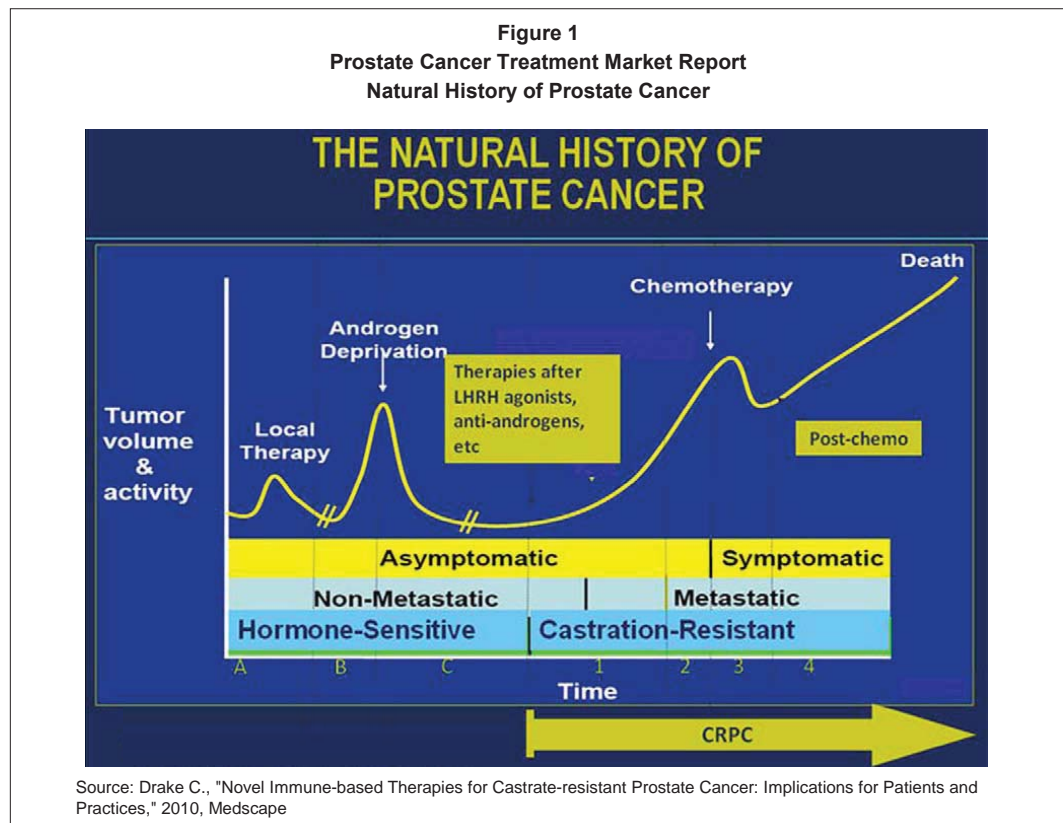 Figure 1
Prostate Cancer Treatment Market Report
Natural History of Prostate Cancer
THE NATURAL HISTORY OF
PROSTATE CANCER
Death
Chemotherapy
Androgen
Deprivation
Therapies after
LHRH agonists,
anti-androgens,
etc
Tumor
volume
&
activity
Local
Therapy
Post-chemo
Asymptomatic
Symptomatic
Non-Metastatic
Metastatic
Hormone-Sensitive
Castration-Resistant
A B C 1 2 3 4
Time
CRPC
Source: Drake C., "Novel Immune-based Therapies for Castrate-resistant Prostate Cancer: Implications for Patients and
Practices," 2010, Medscape